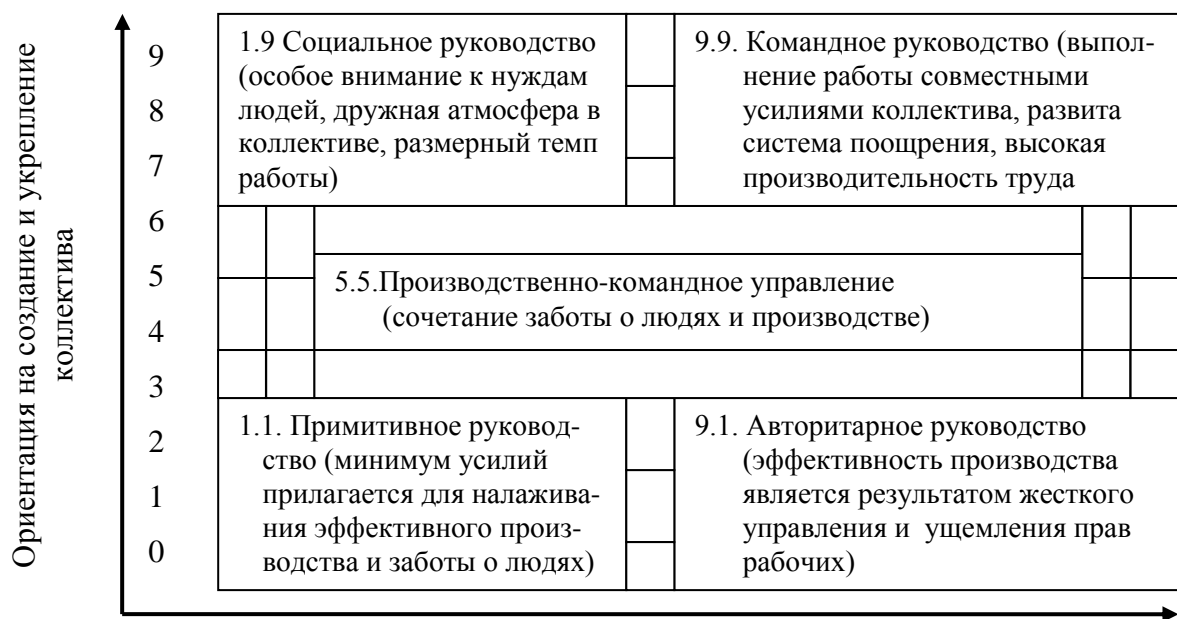 Ориентация на создание и укрепление
коллектива
9
8
7
6
5
4
3
2
1
0
1.9 Социальное руководство
(особое внимание к нуждам
людей, дружная атмосфера в
коллективе, размерный темп
работы)
9.9. Командное руководство (выпол-
нение работы совместными
усилиями коллектива, развита
система поощрения, высокая
производительность труда
5.5.Производственно-командное управление
(сочетание заботы о людях и производстве)
1.1. Примитивное руковод-
ство (минимум усилий
прилагается для налажива-
ния эффективного произ-
водства и заботы о людях)
9.1. Авторитарное руководство
(эффективность производства
является результатом жесткого
управления и ущемления прав
рабочих)